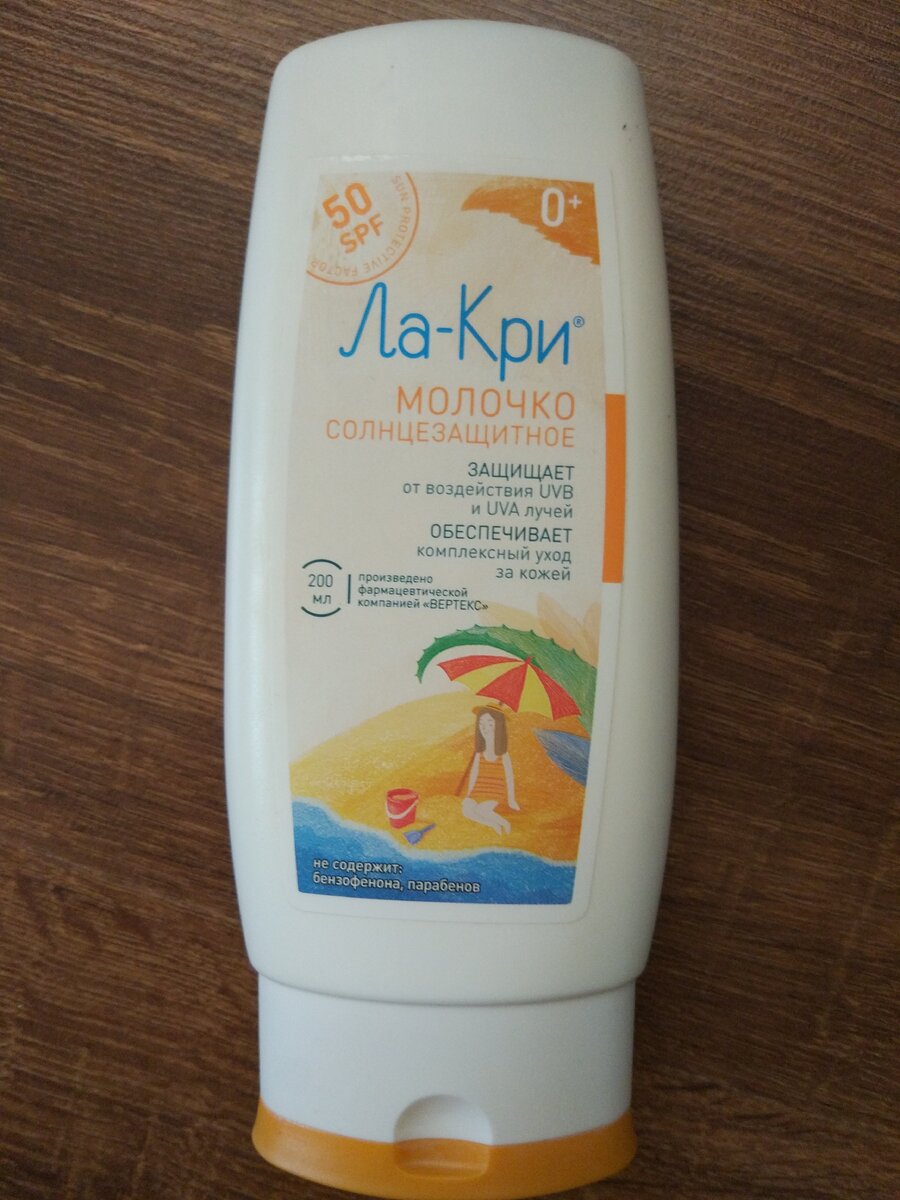 50
SPF
SUN PROTECTIVE FACTOR
0+
Ла-Кри®
МОЛОЧКО
СОЛНЦЕЗАЩИТНОЕ
ЗАЩИЩАЕТ
от воздействия UVB
и UVA лучей
ОБЕСПЕЧИВАЕТ
комплексный уход
за кожей
200
мл
произведено
фармацевтической
компанией «ВЕРТЕКС»
не содержит:
бензофенона, парабенов